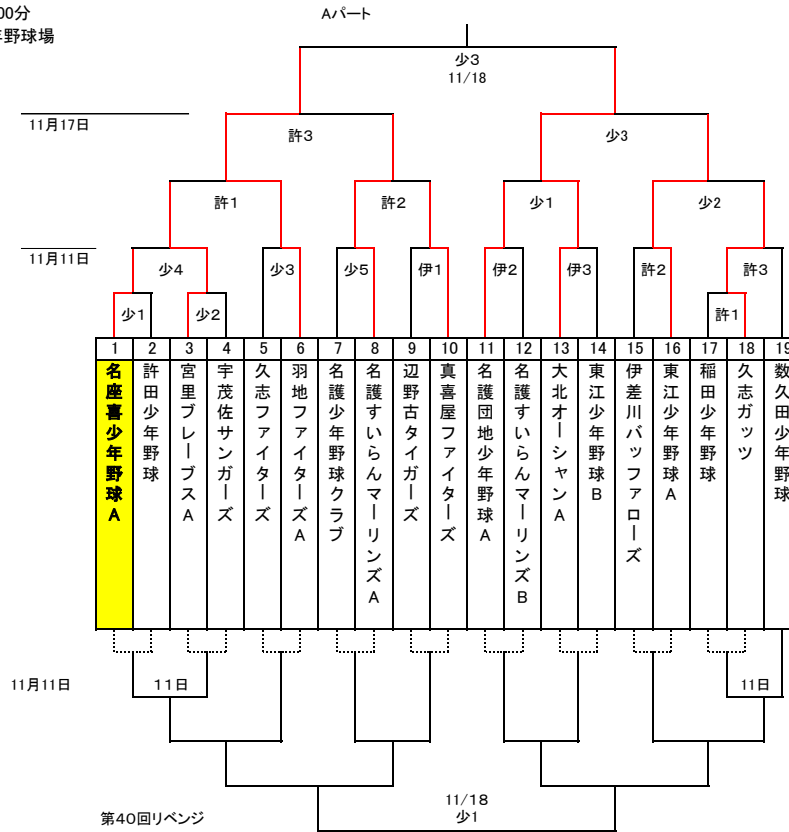 00分
Aパート
年野球場
少3
11/18
11月17日
許3
少3
許1
許2
少1
少2
11月11日
少4
少3
少5
伊1
伊2
伊3
許2
許3
少1
少2
許1
1 2 3 4 5 6 7 8 9 10 11 12 13 14 15 16 17 18 19
名座喜少年野球A
許田少年野球
宮里ブレーブスA
宇茂佐サンガーズ
久志ファイターズ
羽地ファイターズA
名護少年野球クラブ
名護すいらんマーリンズA
辺野古タイガーズ
真喜屋ファイターズ
名護団地少年野球A
名護すいらんマーリンズB
大北オーシャンA
東江少年野球B
伊差川バッファローズ
東江少年野球A
稲田少年野球
久志ガッツ
数久田少年野球
11月11日
11日
11日
11/18
少1
第40回リベンジ